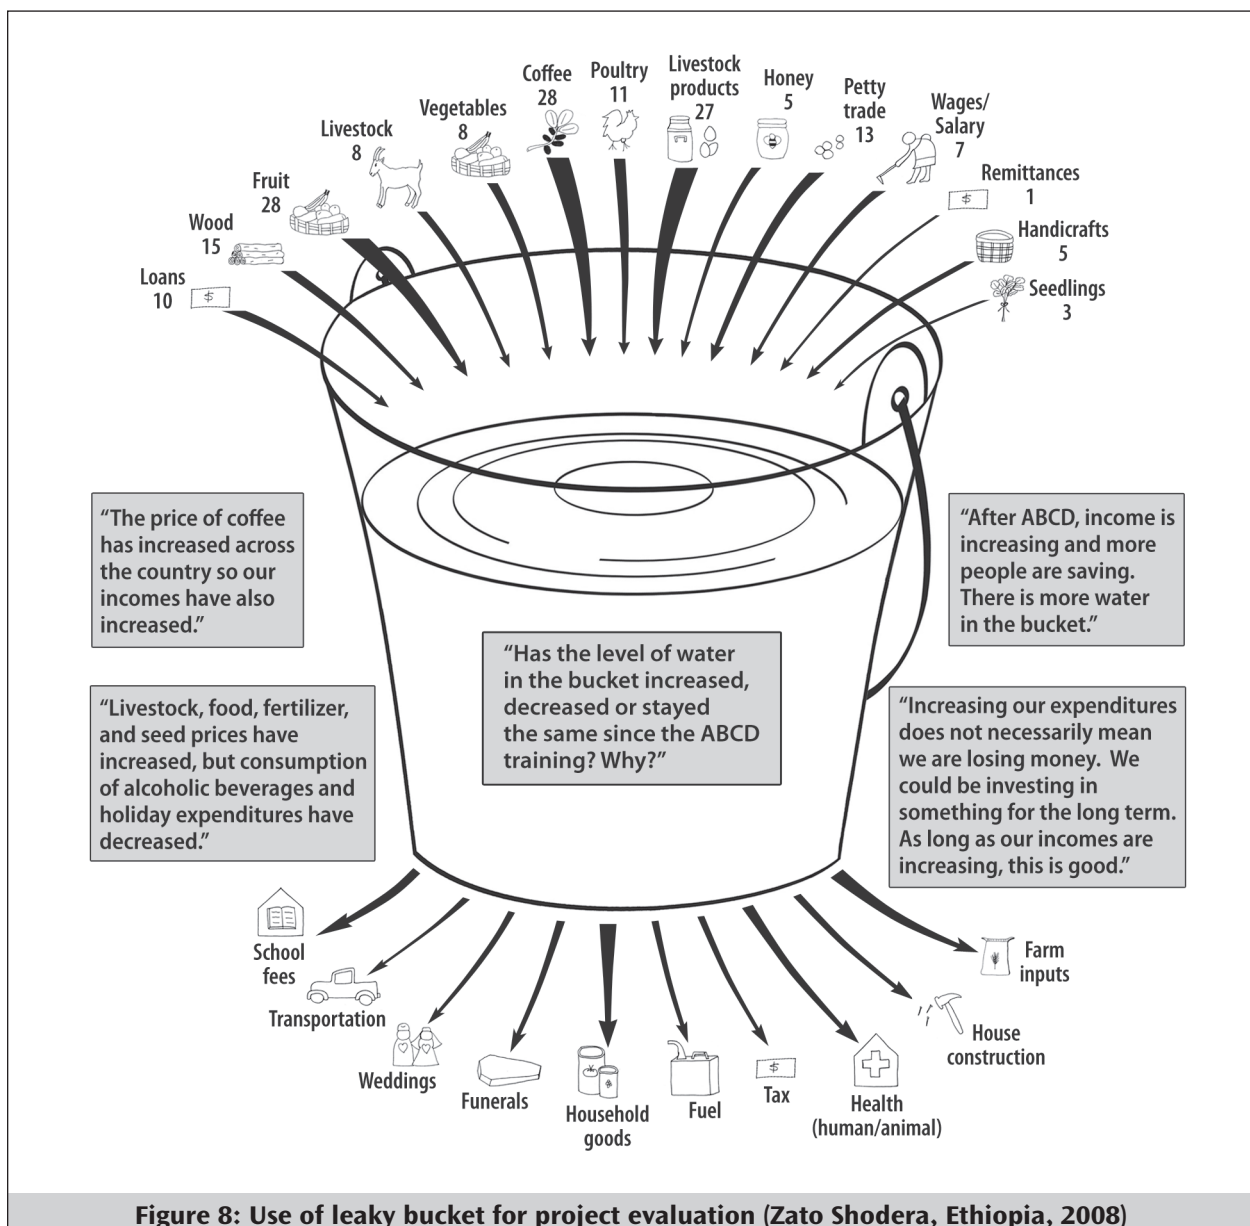 Coffee
28
Poultry
11
Livestock
products
27
Honey
5
Petty
trade
13
Wages/
Salary
7
Vegetables
8
Livestock
8
Fruit
28
Wood
15
Loans
10
$
Remittances
1
$
Handicrafts
5
Seedlings
3
“The price of coffee
has increased across
the country so our
incomes have also
increased.”
“After ABCD, income is
increasing and more
people are saving.
There is more water
in the bucket.”
“Has the level of water
in the bucket increased,
decreased or stayed
the same since the ABCD
training? Why?”
“Livestock, food, fertilizer,
and seed prices have
increased, but consumption
of alcoholic beverages and
holiday expenditures have
decreased.”
“Increasing our expenditures
does not necessarily mean
we are losing money.  We
could be investing in
something for the long term.
As long as our incomes are
increasing, this is good.”
School
fees
Transportation
Weddings
Funerals
Household
goods
Fuel
$
Tax
Health
(human/animal)
House
construction
Farm
inputs
Figure 8: Use of leaky bucket for project evaluation (Zato Shodera, Ethiopia, 2008)